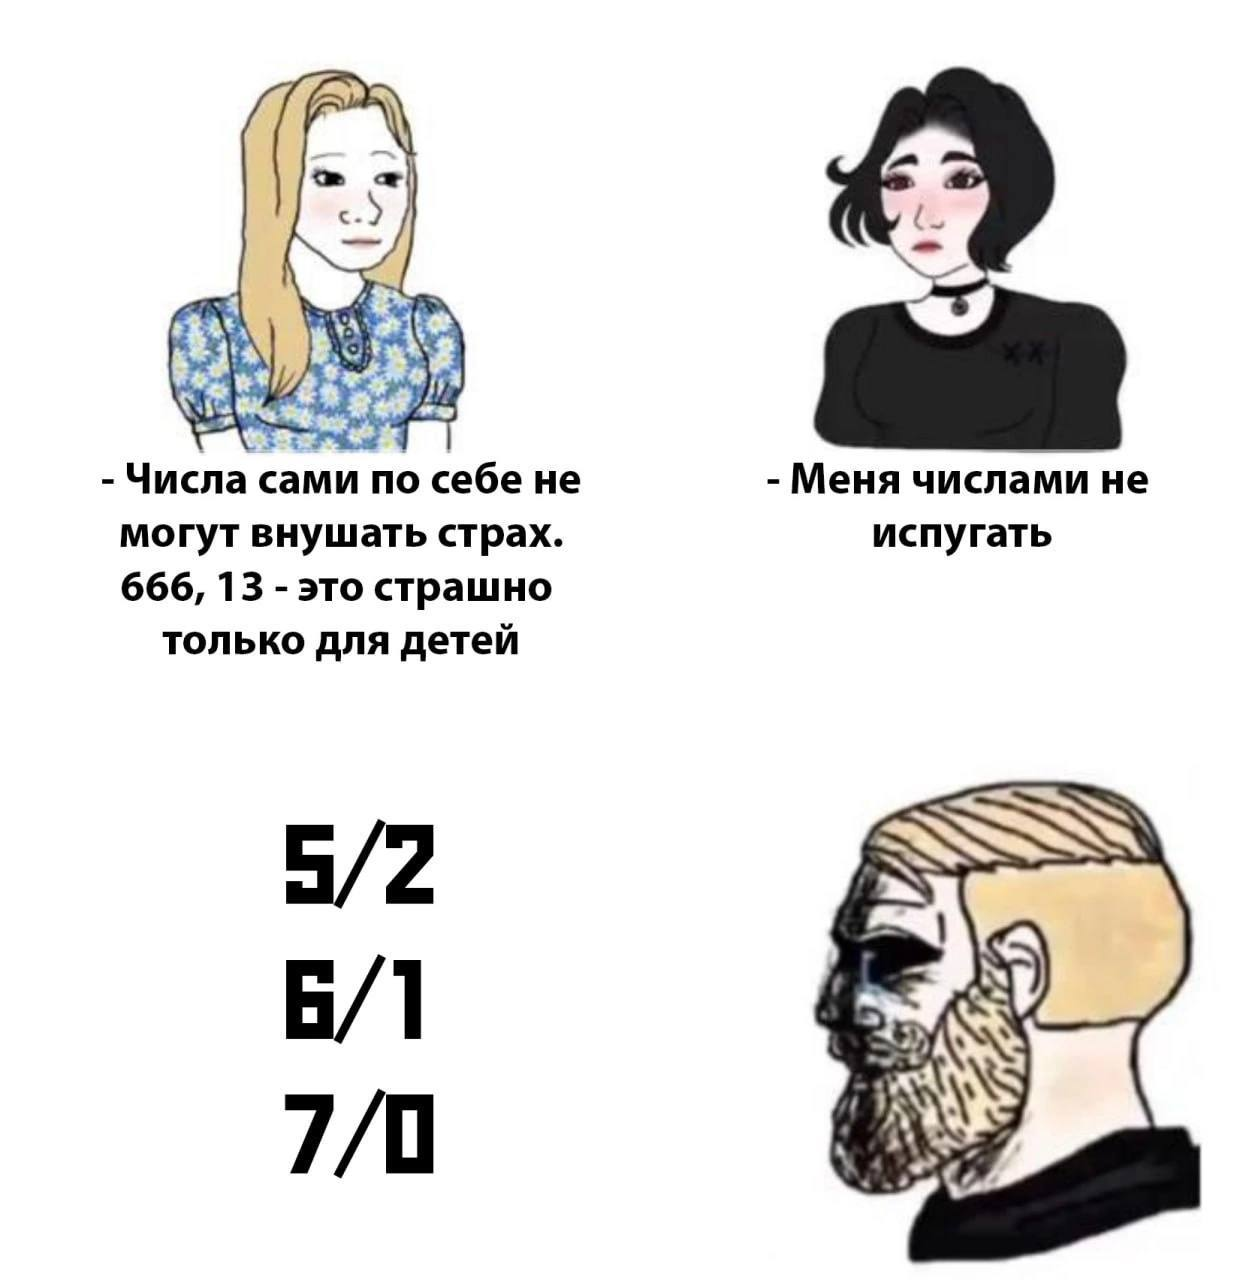 - Числа сами по себе не
могут внушать страх.
666, 13 - это страшно
только для детей
- Меня числами не
испугать
5/2
6/1
7/0